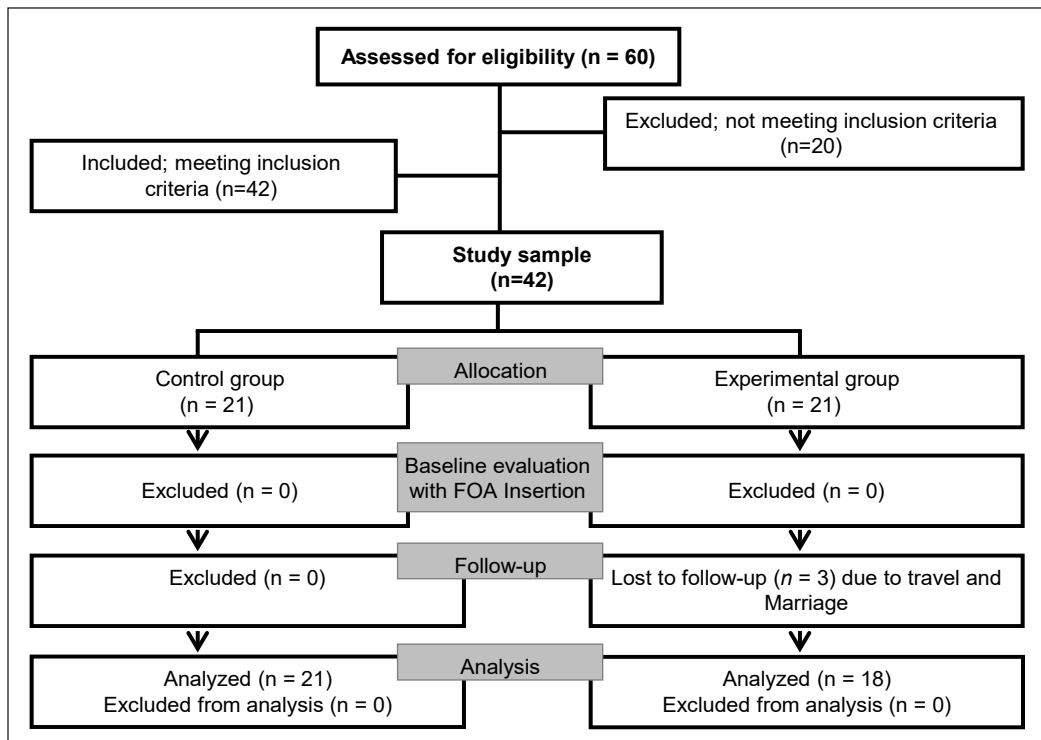 Assessed for eligibility (n = 60)
Excluded; not meeting inclusion criteria
(n=20)
Included; meeting inclusion
criteria (n=42)
Study sample
(n=42)
Allocation
Control group
(n = 21)
Experimental group
(n = 21)
Baseline evaluation
with FOA Insertion
Excluded (n = 0)
Excluded (n = 0)
Follow-up
Excluded (n = 0)
Lost to follow-up (n = 3) due to travel and
Marriage
Analysis
Analyzed (n = 21)
Excluded from analysis (n = 0)
Analyzed (n = 18)
Excluded from analysis (n = 0)